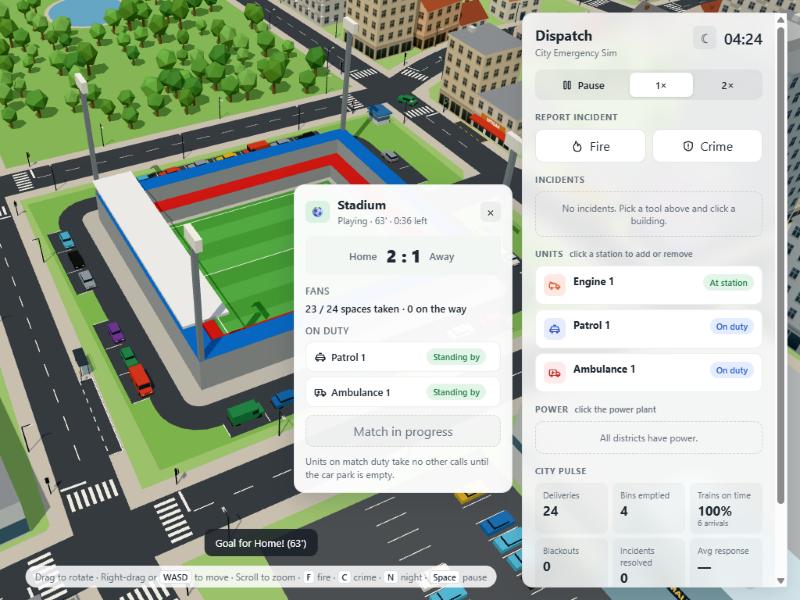 Dispatch
City Emergency Sim
04:24
Pause 1× 2×
REPORT INCIDENT
Fire Crime
INCIDENTS
No incidents. Pick a tool above and click a
building.
UNITS click a station to add or remove
Engine 1 At station
Patrol 1 On duty
Ambulance 1 On duty
POWER click the power plant
All districts have power.
CITY PULSE
Deliveries
24
Bins emptied
4
Trains on time
100%
6 arrivals
Blackouts
0
Incidents
resolved
0
Avg response
—
Stadium
Playing · 63' · 0:36 left
×
Home 2 : 1 Away
FANS
23 / 24 spaces taken · 0 on the way
ON DUTY
Patrol 1 Standing by
Ambulance 1 Standing by
Match in progress
Units on match duty take no other calls until
the car park is empty.
Goal for Home! (63')
Drag to rotate · Right-drag or WASD to move · Scroll to zoom · F fire · C crime · N night · Space pause